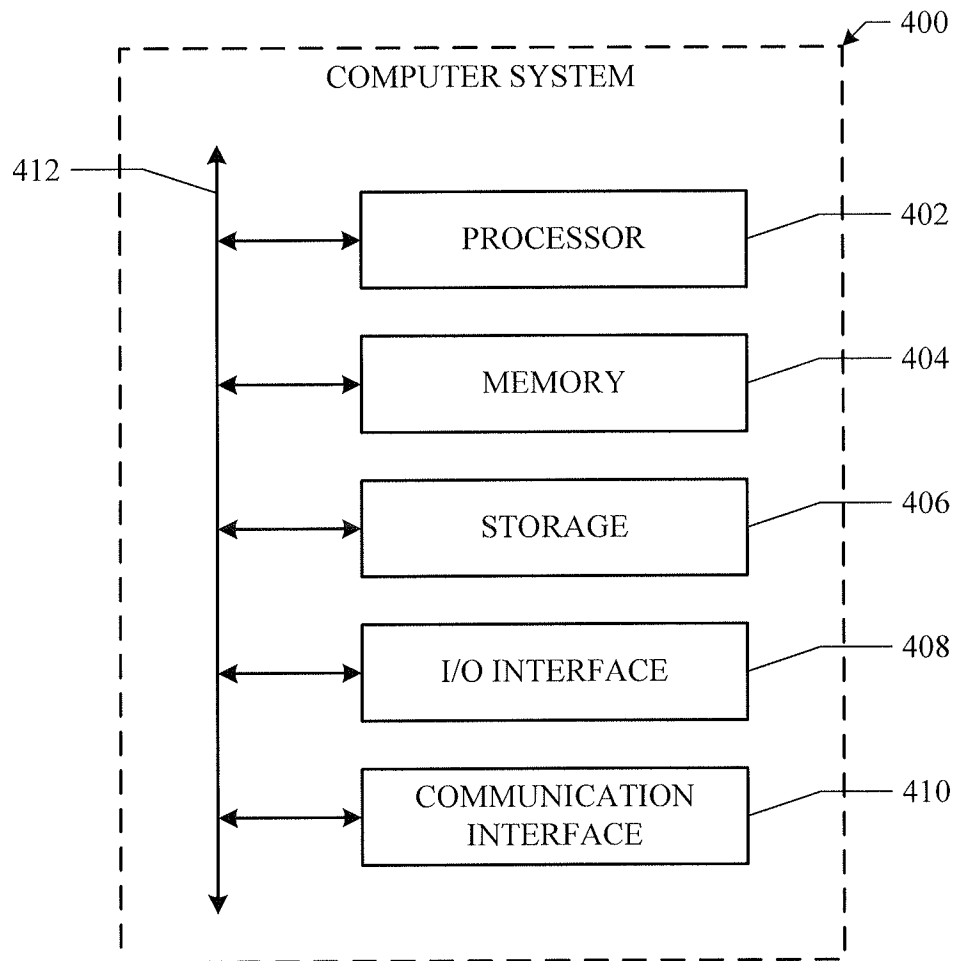 400
COMPUTER SYSTEM
412
PROCESSOR
402
MEMORY
404
STORAGE
406
I/O INTERFACE
408
COMMUNICATION
INTERFACE
410